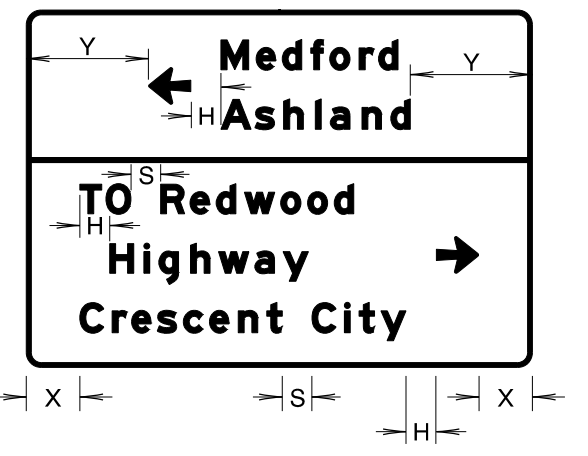 Y
Medford
Y
H
Ashland
S
TO Redwood
H
Highway
Crescent City
X
S
X
H